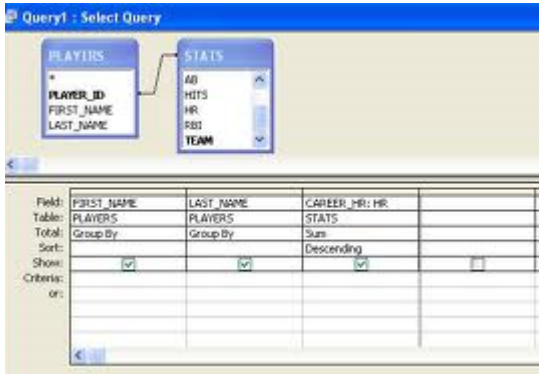 Query1 : Select Query
PLAYERS
*
PLAYER_ID
FIRST_NAME
LAST_NAME
STATS
AB
HITS
HR
RBI
TEAM
Field: FIRST_NAME LAST_NAME CAREER_HR: HR
Table: PLAYERS PLAYERS STATS
Total: Group By Group By Sum
Sort: Descending
Show:
Criteria:
or: